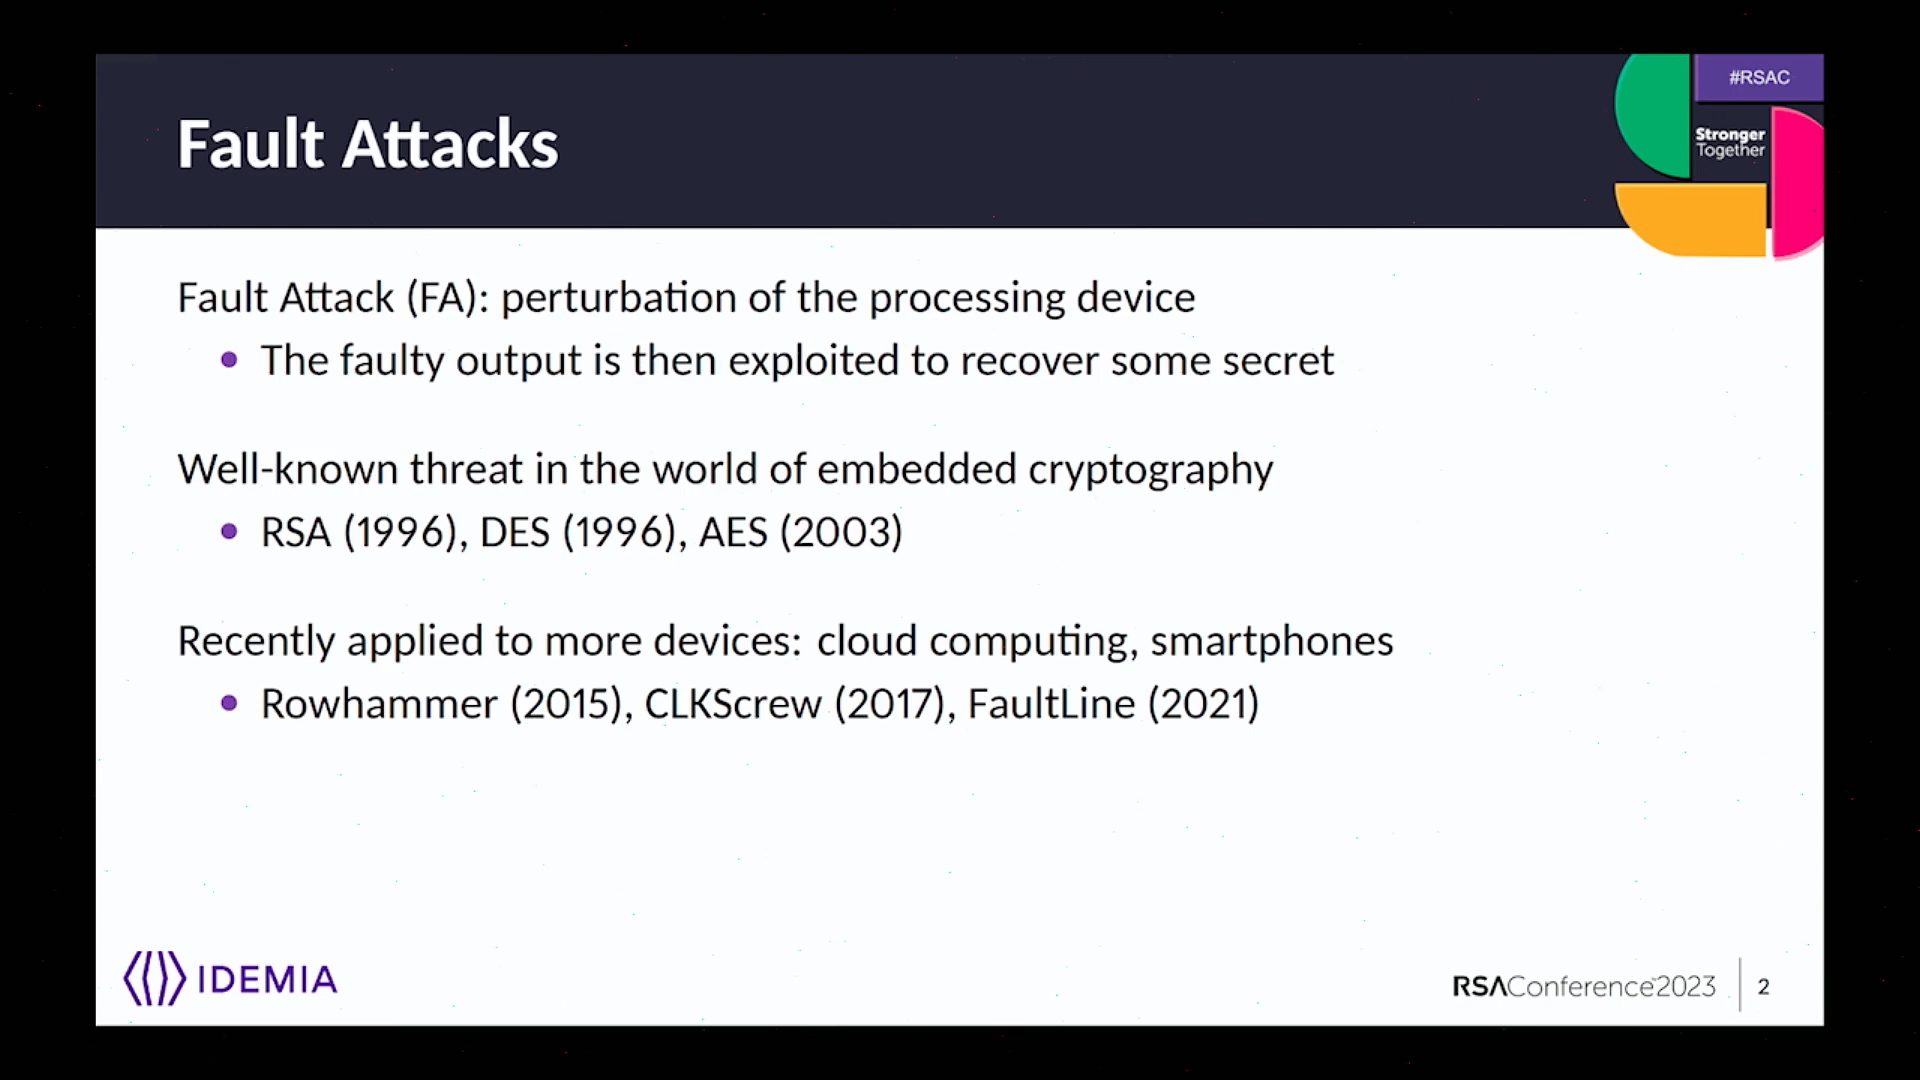 #RSAC
Fault Attacks
Stronger
Together
Fault Attack (FA): perturbation of the processing device
• The faulty output is then exploited to recover some secret
Well-known threat in the world of embedded cryptography
• RSA (1996), DES (1996), AES (2003)
Recently applied to more devices: cloud computing, smartphones
• Rowhammer (2015), CLKScrew (2017), FaultLine (2021)
IDEMIA
RSAConference™2023
2